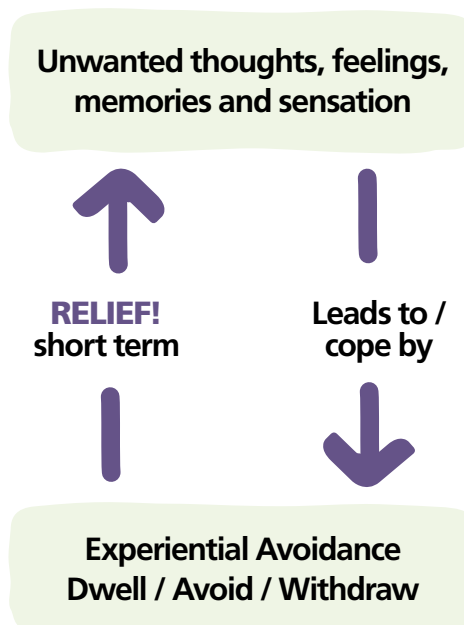 Unwanted thoughts, feelings,
memories and sensation
RELIEF!
short term
Leads to /
cope by
Experiential Avoidance
Dwell / Avoid / Withdraw